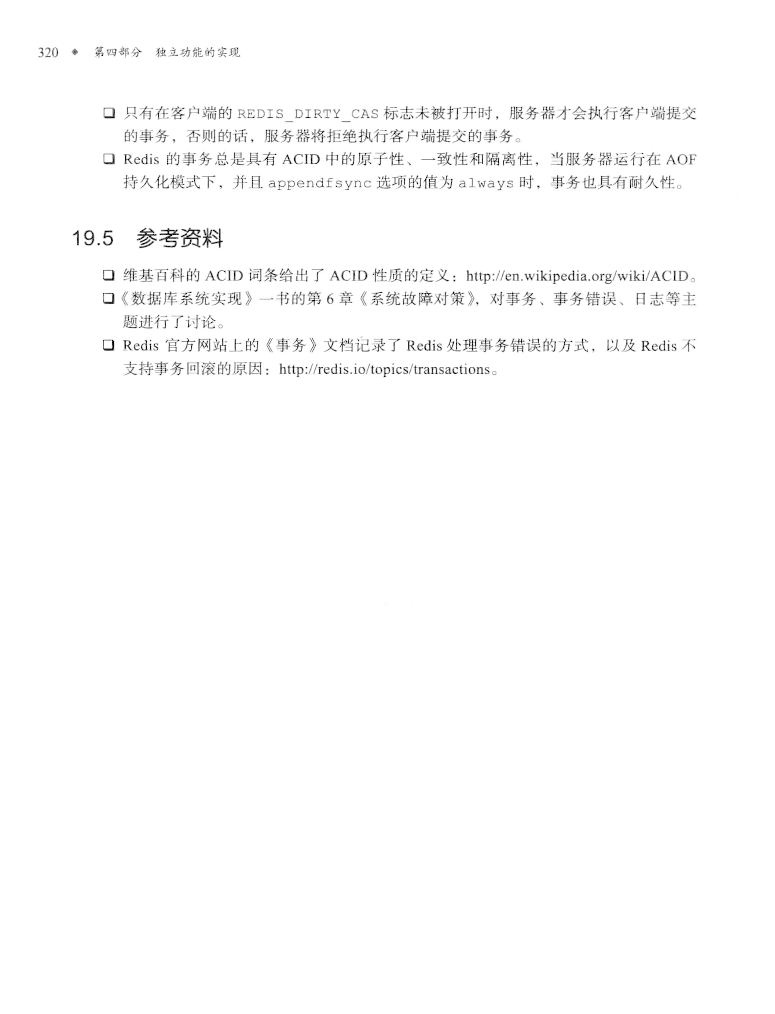 320 ◈ 第四部分 独立功能的实现
❑ 只有在客户端的 REDIS_DIRTY_CAS 标志未被打开时，服务器才会执行客户端提交
的事务，否则的话，服务器将拒绝执行客户端提交的事务。
❑ Redis 的事务总是具有 ACID 中的原子性、一致性和隔离性，当服务器运行在 AOF
持久化模式下，并且 appendfsync 选项的值为 always 时，事务也具有耐久性。
19.5 参考资料
❑ 维基百科的 ACID 词条给出了 ACID 性质的定义：http://en.wikipedia.org/wiki/ACID。
❑《数据库系统实现》一书的第 6 章《系统故障对策》，对事务、事务错误、日志等主
题进行了讨论。
❑ Redis 官方网站上的《事务》文档记录了 Redis 处理事务错误的方式，以及 Redis 不
支持事务回滚的原因：http://redis.io/topics/transactions。